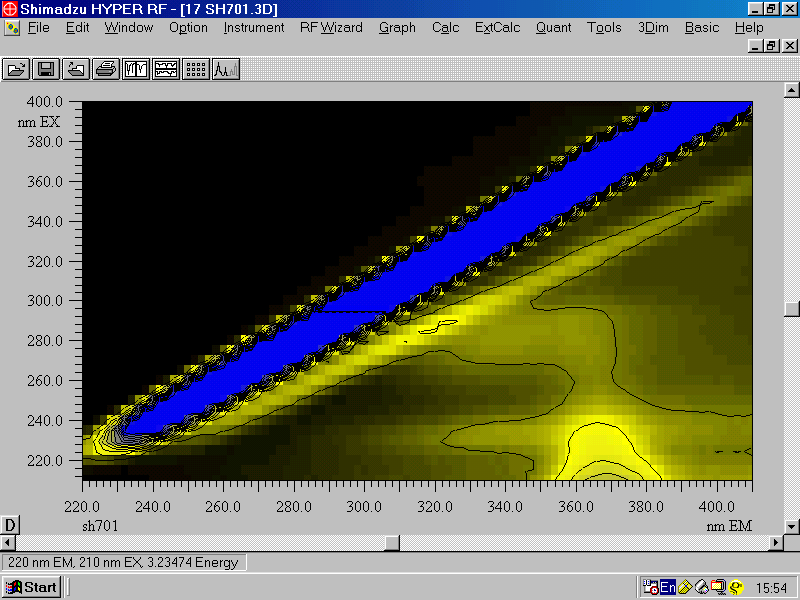 Shimadzu HYPER RF - [17 SH701.3D]
File Edit Window Option Instrument RF Wizard Graph Calc ExtCalc Quant Tools 3Dim Basic Help
400.0
nm EX
380.0
360.0
340.0
320.0
300.0
280.0
260.0
240.0
220.0
220.0 240.0 260.0 280.0 300.0 320.0 340.0 360.0 380.0 400.0
D sh701 nm EM
220 nm EM, 210 nm EX, 3.23474 Energy
Start En 15:54